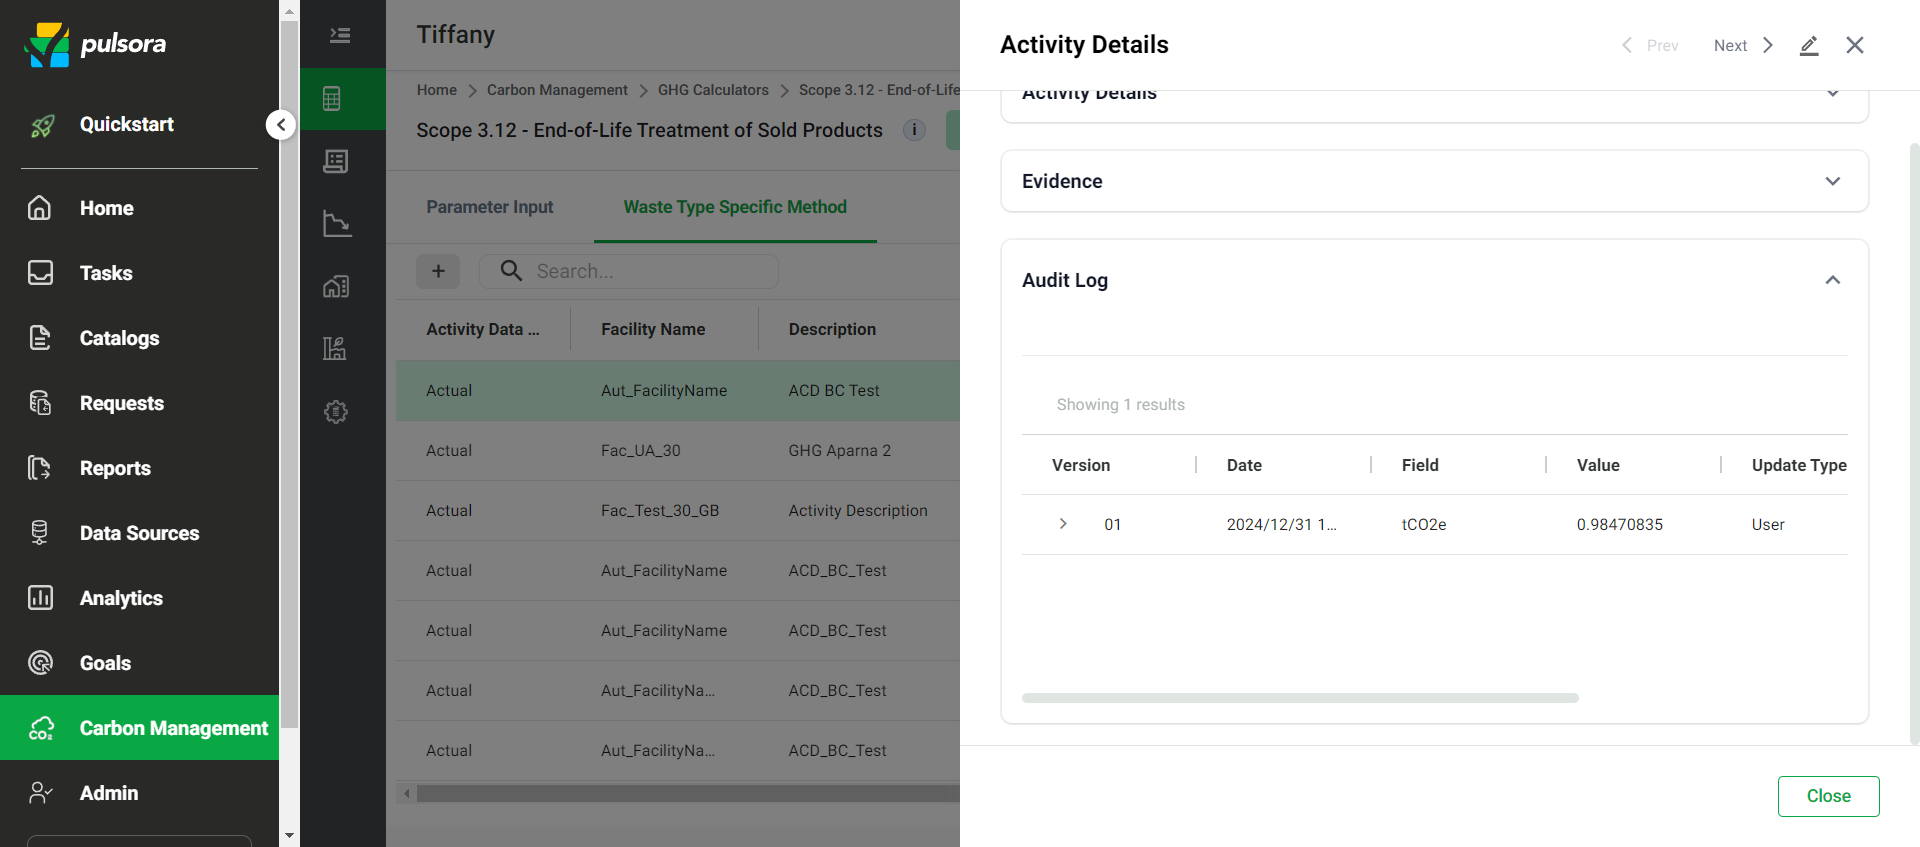 pulsora
Quickstart
Home
Tasks
Catalogs
Requests
Reports
Data Sources
Analytics
Goals
CO₂
Carbon Management
Admin
Tiffany
Home > Carbon Management > GHG Calculators > Scope 3.12 - End-of-Life
Scope 3.12 - End-of-Life Treatment of Sold Products i
Parameter Input Waste Type Specific Method
+ Search...
Activity Data ... Facility Name Description
Actual Aut_FacilityName ACD BC Test
Actual Fac_UA_30 GHG Aparna 2
Actual Fac_Test_30_GB Activity Description
Actual Aut_FacilityName ACD_BC_Test
Actual Aut_FacilityName ACD_BC_Test
Actual Aut_FacilityNa... ACD_BC_Test
Actual Aut_FacilityNa... ACD_BC_Test
Activity Details
Prev Next
Activity Details
Evidence
Audit Log
Showing 1 results
Version Date Field Value Update Type
01 2024/12/31 1... tCO2e 0.98470835 User
Close